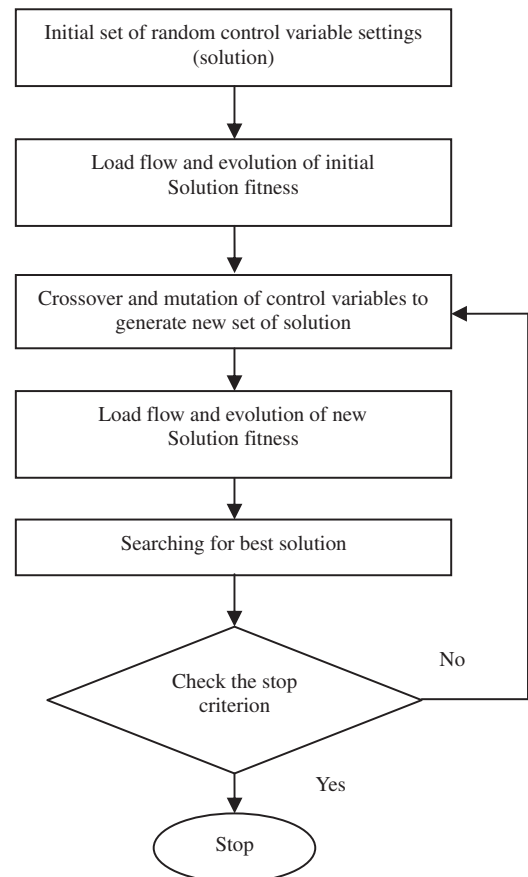 Initial set of random control variable settings
(solution)
Load flow and evolution of initial
Solution fitness
Crossover and mutation of control variables to
generate new set of solution
Load flow and evolution of new
Solution fitness
Searching for best solution
No
Check the stop
criterion
Yes
Stop